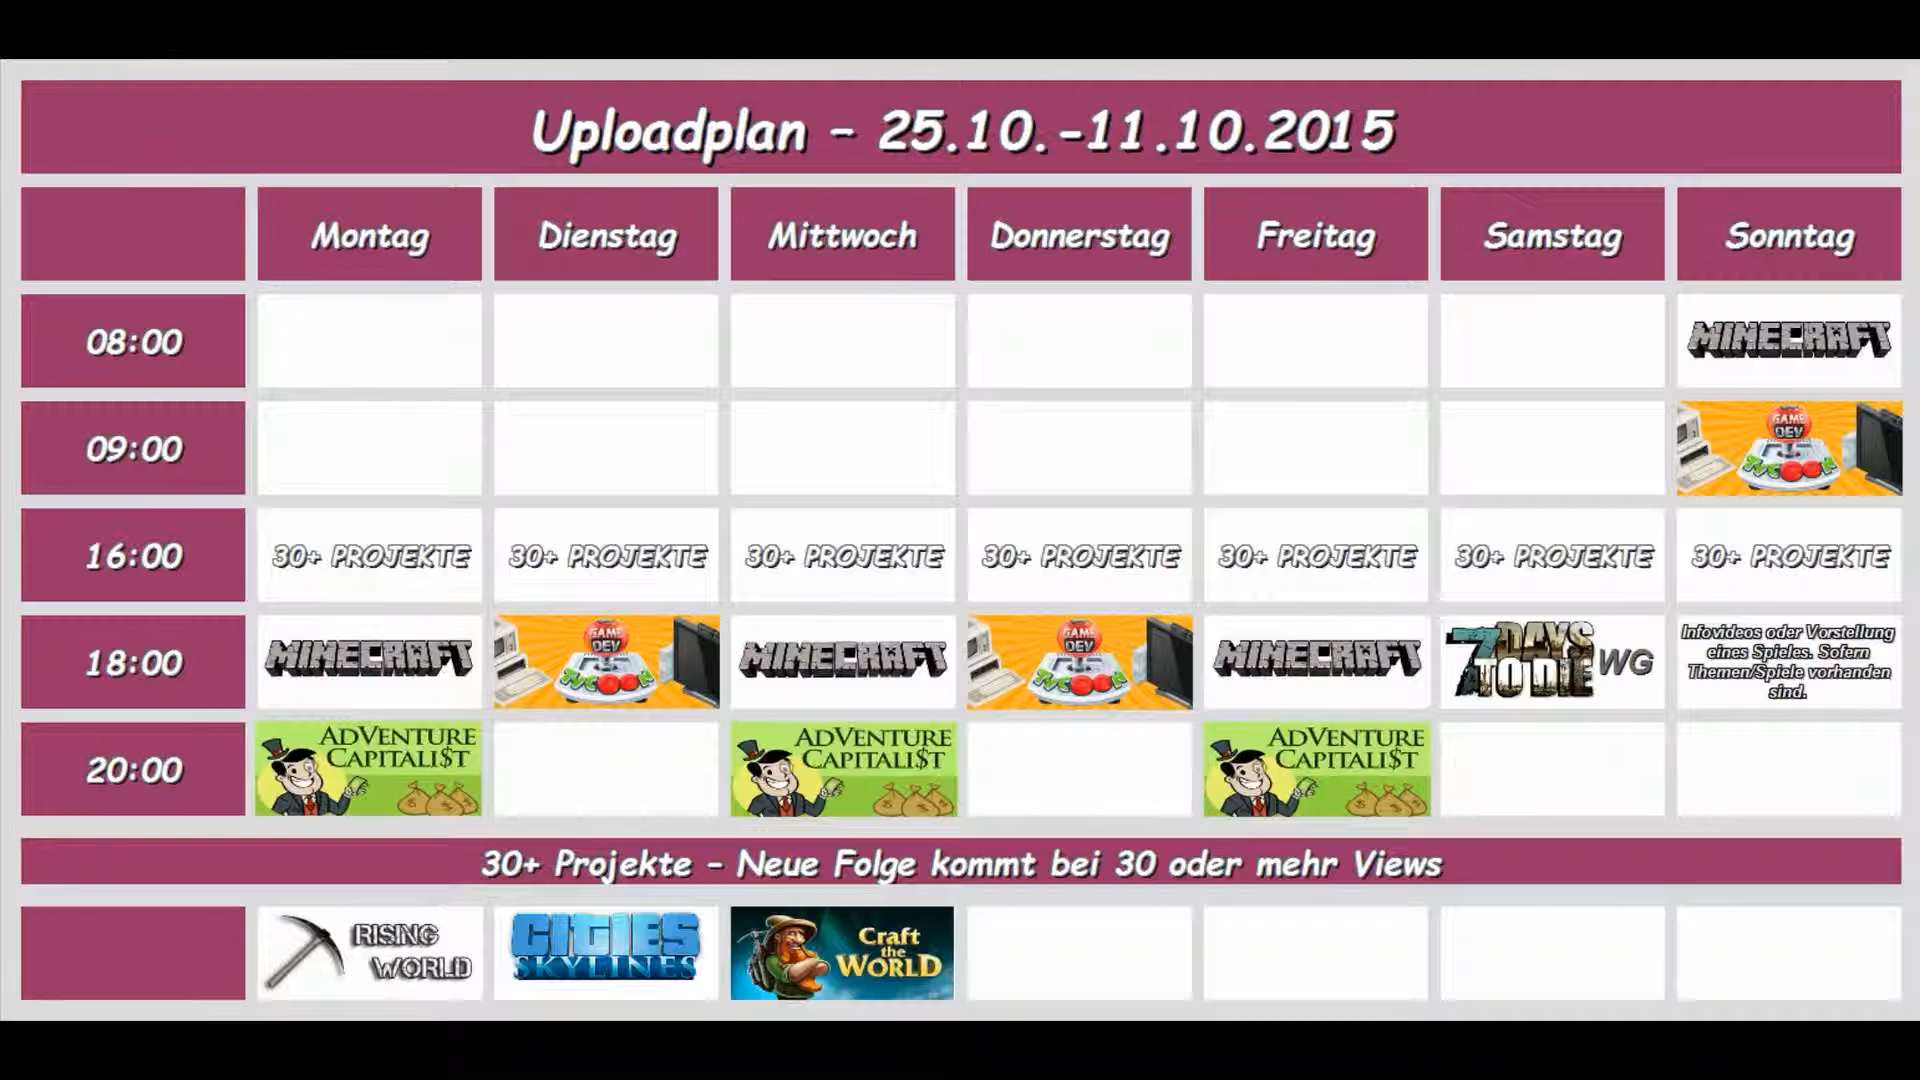 Uploadplan - 25.10.-11.10.2015
Montag Dienstag Mittwoch Donnerstag Freitag Samstag Sonntag
08:00 MINECRAFT
09:00 GAME DEV TYCOON
16:00 30+ PROJEKTE 30+ PROJEKTE 30+ PROJEKTE 30+ PROJEKTE 30+ PROJEKTE 30+ PROJEKTE 30+ PROJEKTE
18:00 MINECRAFT GAME DEV TYCOON MINECRAFT GAME DEV TYCOON MINECRAFT 7 DAYS TO DIE WG
Infovideos oder Vorstellung
eines Spieles. Sofern
Themen/Spiele vorhanden
sind.
20:00 ADVENTURE CAPITALI$T ADVENTURE CAPITALI$T ADVENTURE CAPITALI$T
30+ Projekte - Neue Folge kommt bei 30 oder mehr Views
RISING WORLD
CITIES SKYLINES
Craft the WORLD